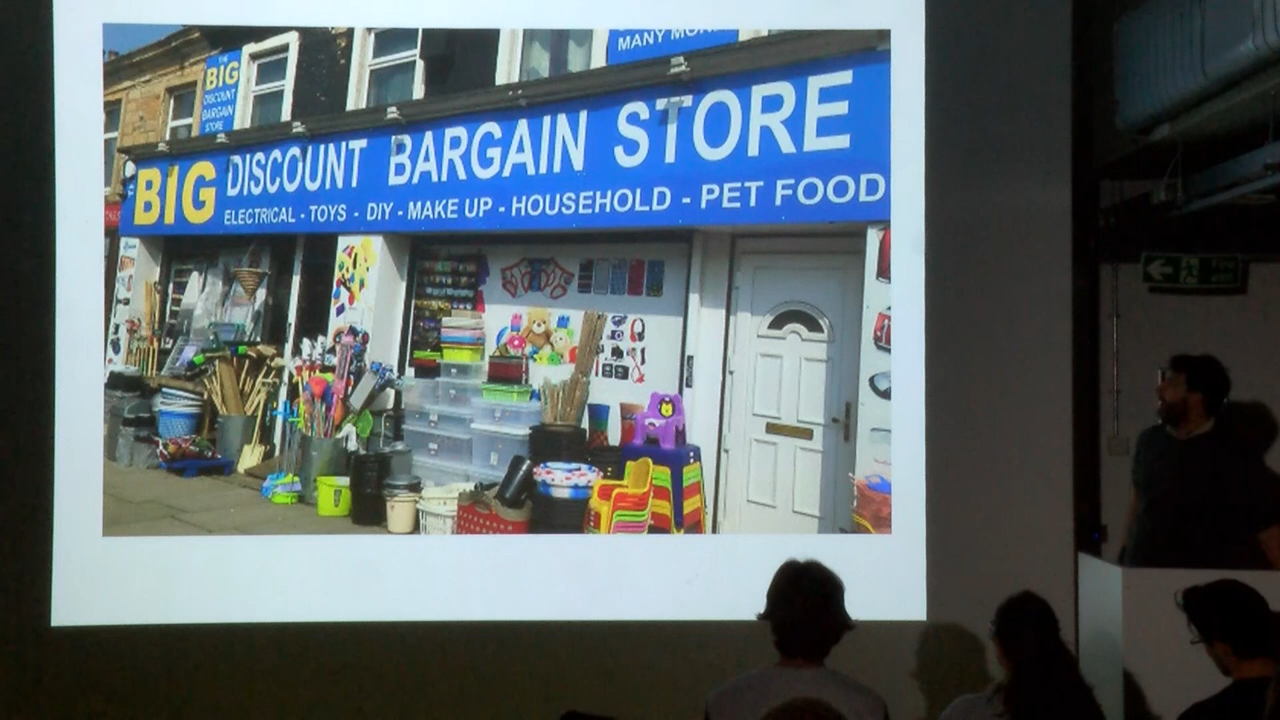 MANY MOR
THE
BIG
DISCOUNT
BARGAIN
STORE
BIG DISCOUNT BARGAIN STORE
ELECTRICAL - TOYS - DIY - MAKE UP - HOUSEHOLD - PET FOOD